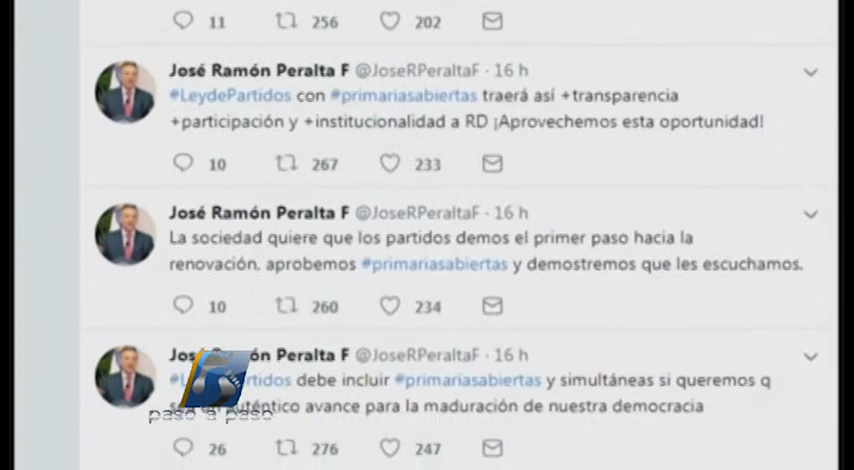 11 256 202
José Ramón Peralta F @JoseRPeraltaF · 16 h
#LeydePartidos con #primariasabiertas traerá así +transparencia
+participación y +institucionalidad a RD ¡Aprovechemos esta oportunidad!
10 267 233
José Ramón Peralta F @JoseRPeraltaF · 16 h
La sociedad quiere que los partidos demos el primer paso hacia la
renovación, aprobemos #primariasabiertas y demostremos que les escuchamos.
10 260 234
José Ramón Peralta F @JoseRPeraltaF · 16 h
debe incluir #primariasabiertas y simultáneas si queremos q
auténtico avance para la maduración de nuestra democracia
paso a paso
26 276 247